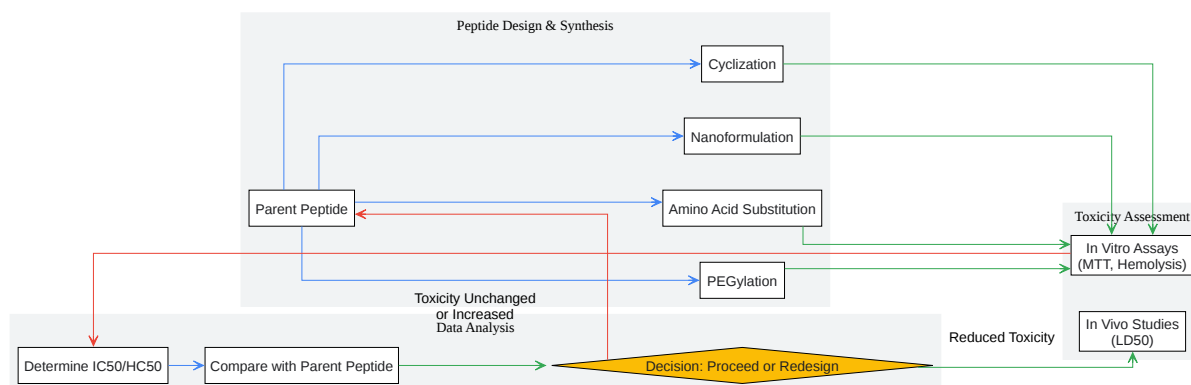 Peptide Design & Synthesis
Cyclization
Nanoformulation
Parent Peptide
Amino Acid Substitution
Toxicity Assessment
In Vitro Assays
(MTT, Hemolysis)
PEGylation
Toxicity Unchanged
or Increased
Data Analysis
In Vivo Studies
(LD50)
Reduced Toxicity
Determine IC50/HC50
Compare with Parent Peptide
Decision: Proceed or Redesign